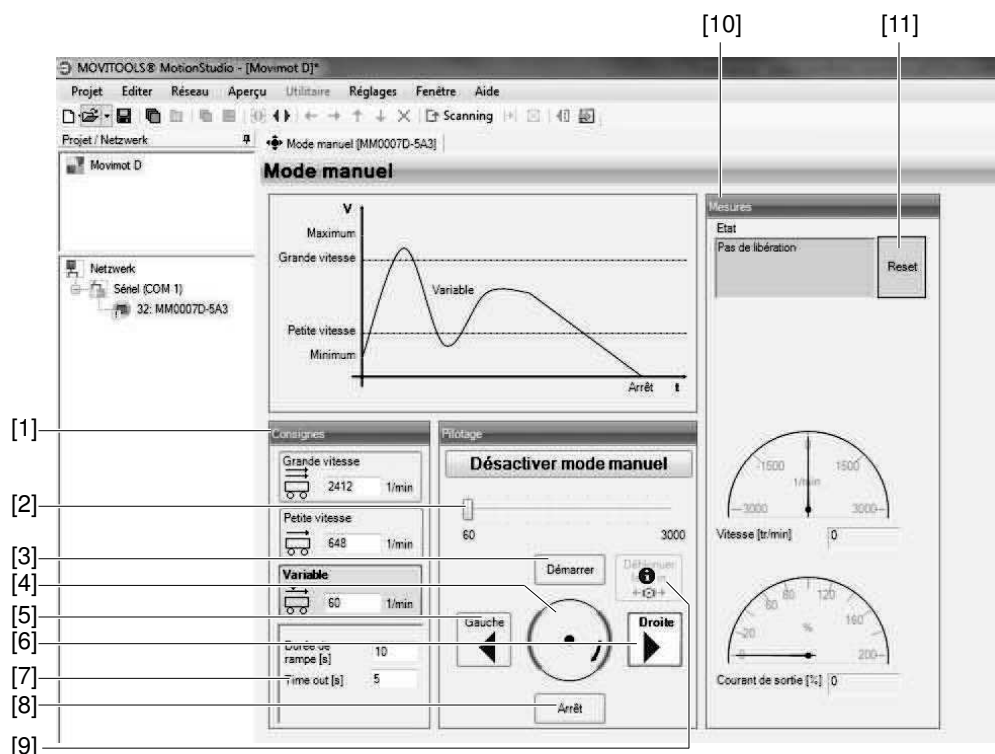 [10] [11]
MOVITOOLS® MotionStudio - [Movimot D]*
Projet Editer Réseau Aperçu Utilitaire Réglages Fenêtre Aide
Scanning
Projet / Netzwerk
Mode manuel [MM0007D-5A3]
Movimot D
Mode manuel
V
Maximum
Grande vitesse
Variable
Petite vitesse
Minimum
Arrêt t
Mesures
Etat
Pas de libération
Reset
Netzwerk
Sériel (COM 1)
32: MM0007D-5A3
[1]
Consignes
Grande vitesse
2412 1/min
[2]
Petite vitesse
648 1/min
[3]
[4]
Variable
60 1/min
[5]
[6]
Durée de
rampe [s] 10
[7]
Time out [s] 5
[8]
[9]
Pilotage
Désactiver mode manuel
60 3000
Démarrer
Gauche
Droite
Arrêt
0
-1500 1500
1/min
-3000 3000
Vitesse [tr/min] 0
80 120
60 160
20 % 200
0
Courant de sortie [%] 0